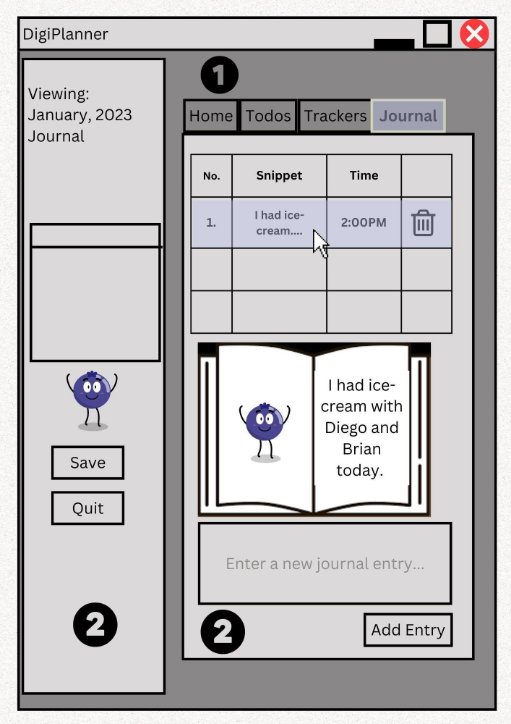 DigiPlanner
Viewing:
January, 2023
Journal
Save
Quit
2
1
Home Todos Trackers Journal
No. Snippet Time
1. I had ice-
cream.... 2:00PM
I had ice-
cream with
Diego and
Brian
today.
Enter a new journal entry...
2
Add Entry